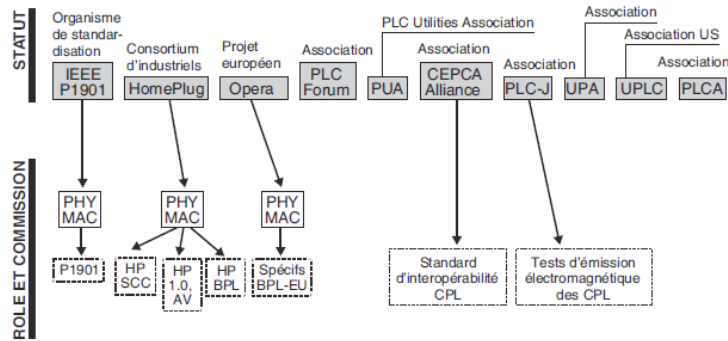 STATUT
Organisme
de standar-
disation
IEEE
P1901
Consortium
d'industriels
HomePlug
Projet
européen
Opera
Association
PLC
Forum
PLC Utilities Association
PUA
Association
CEPCA
Alliance
Association
PLC-J
Association
UPA
Association US
UPLC
Association
PLCA
ROLE ET COMMISSION
PHY
MAC
PHY
MAC
PHY
MAC
P1901
HP
SCC
HP
1.0,
AV
HP
BPL
Spécifs
BPL-EU
Standard
d'interopérabilité
CPL
Tests d'émission
électromagnétique
des CPL